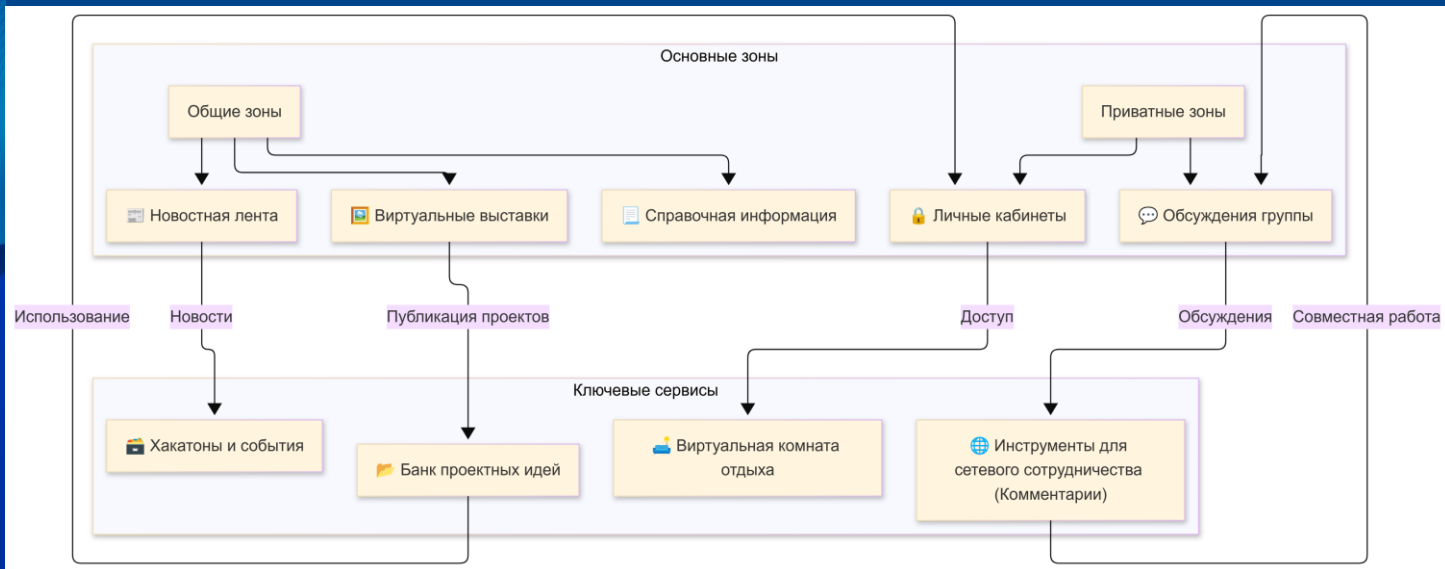 Основные зоны
Общие зоны
Приватные зоны
📰 Новостная лента
🖼️ Виртуальные выставки
📃 Справочная информация
🔒 Личные кабинеты
💬 Обсуждения группы
Использование
Новости
Публикация проектов
Доступ
Обсуждения
Совместная работа
Ключевые сервисы
🗃️ Хакатоны и события
📂 Банк проектных идей
🛋️ Виртуальная комната
отдыха
🌐 Инструменты для
сетевого сотрудничества
(Комментарии)